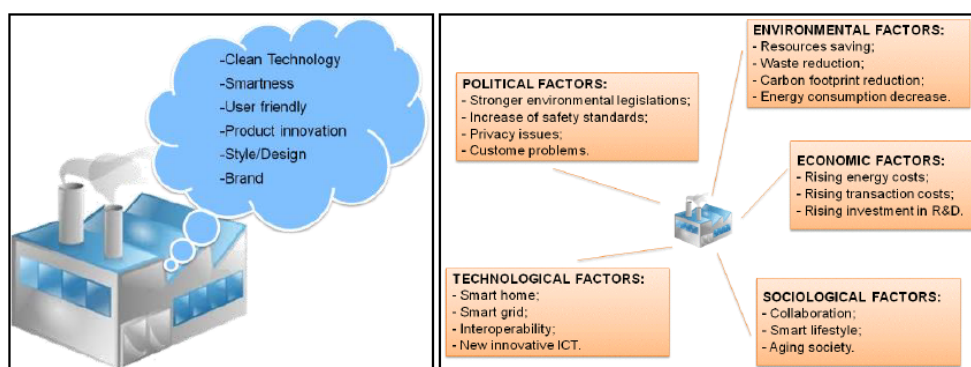 -Clean Technology
-Smartness
-User friendly
-Product innovation
-Style/Design
-Brand
ENVIRONMENTAL FACTORS:
- Resources saving;
- Waste reduction;
- Carbon footprint reduction;
- Energy consumption decrease.
POLITICAL FACTORS:
- Stronger environmental legislations;
- Increase of safety standards;
- Privacy issues;
- Custome problems.
ECONOMIC FACTORS:
- Rising energy costs;
- Rising transaction costs;
- Rising investment in R&D.
TECHNOLOGICAL FACTORS:
- Smart home;
- Smart grid;
- Interoperability;
- New innovative ICT.
SOCIOLOGICAL FACTORS:
- Collaboration;
- Smart lifestyle;
- Aging society.